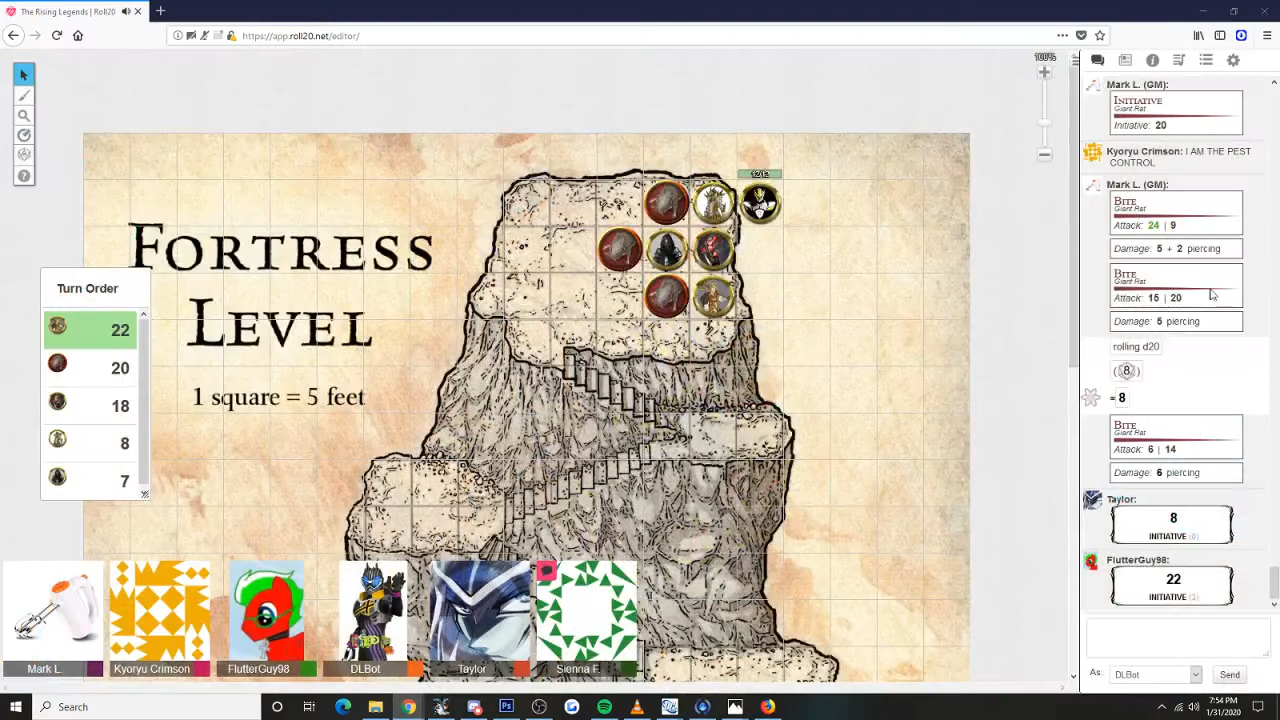 The Rising Legends | Roll20
https://app.roll20.net/editor/
100%
Mark L. (GM):
INITIATIVE
Giant Rat
Initiative: 20
Kyoryu Crimson: I AM THE PEST
CONTROL
Mark L. (GM):
BITE
Giant Rat
Attack: 24 | 9
Damage: 5 + 2 piercing
BITE
Giant Rat
Attack: 15 | 20
Damage: 5 piercing
rolling d20
(8)
=8
BITE
Giant Rat
Attack: 6 | 14
Damage: 6 piercing
Taylor:
8
INITIATIVE (0)
FlutterGuy98:
22
As: DLBot Send
FORTRESS
LEVEL
1 square = 5 feet
12/12
Turn Order
22
20
18
8
7
Mark L.
Kyoryu Crimson
FlutterGuy98
DLBot
Taylor
Sienna F.
Search
7:54 PM
1/31/2020